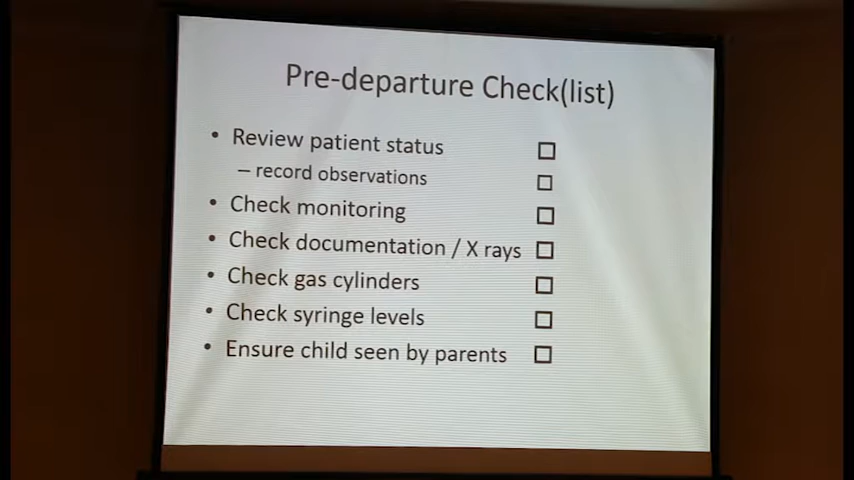 Pre-departure Check(list)
• Review patient status ☐
– record observations ☐
• Check monitoring ☐
• Check documentation / X rays ☐
• Check gas cylinders ☐
• Check syringe levels ☐
• Ensure child seen by parents ☐